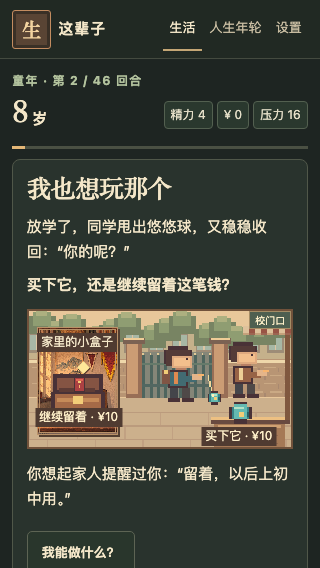 生
这辈子
生活
人生年轮
设置
童年 · 第 2 / 46 回合
8岁
精力 4
¥ 0
压力 16
我也想玩那个
放学了，同学甩出悠悠球，又稳稳收
回：“你的呢？”
买下它，还是继续留着这笔钱？
校门口
家里的小盒子
继续留着 · ¥10
买下它 · ¥10
你想起家人提醒过你：“留着，以后上初
中用。”
我能做什么？